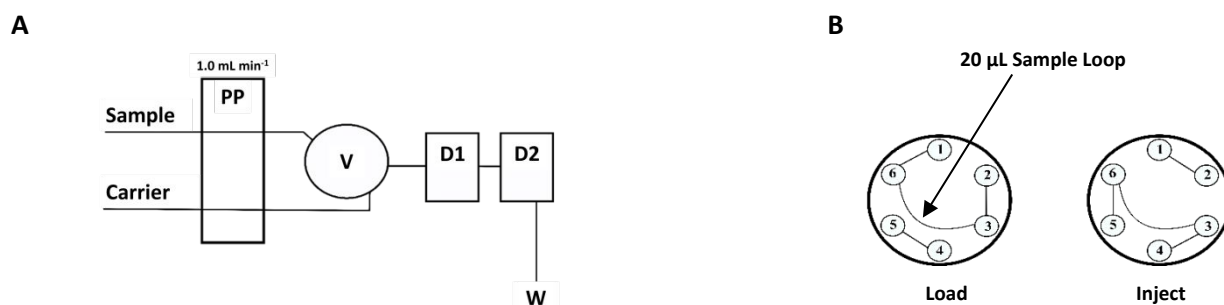 A
B
1.0 mL min⁻¹
PP
Sample
Carrier
V
D1
D2
W
20 µL Sample Loop
1
2
3
4
5
6
Load
1
2
3
4
5
6
Inject